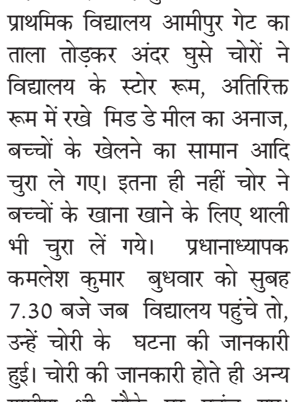 प्राथमिक विद्यालय आमीपुर गेट का
ताला तोड़कर अंदर घुसे चोरों ने
विद्यालय के स्टोर रूम, अतिरिक्त
रूम में रखे मिड डे मील का अनाज,
बच्चों के खेलने का सामान आदि
चुरा ले गए। इतना ही नहीं चोर ने
बच्चों के खाना खाने के लिए थाली
भी चुरा लें गये। प्रधानाध्यापक
कमलेश कुमार बुधवार को सुबह
7.30 बजे जब विद्यालय पहुंचे तो,
उन्हें चोरी के घटना की जानकारी
हुई। चोरी की जानकारी होते ही अन्य